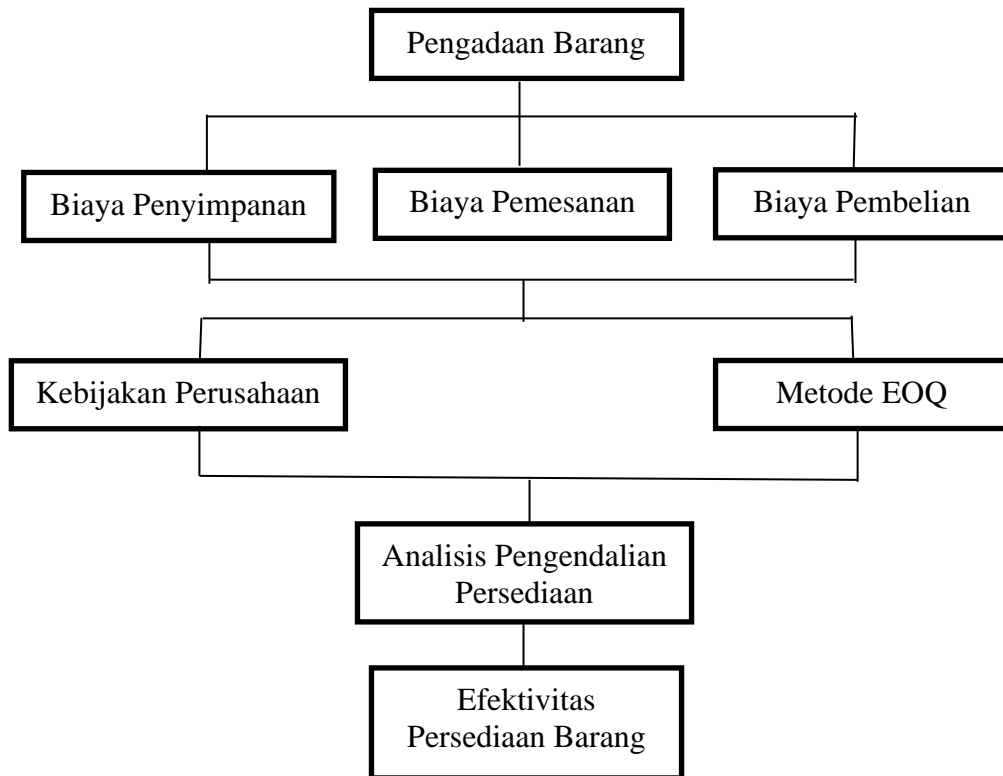 Pengadaan Barang
Biaya Penyimpanan
Biaya Pemesanan
Biaya Pembelian
Kebijakan Perusahaan
Metode EOQ
Analisis Pengendalian
Persediaan
Efektivitas
Persediaan Barang